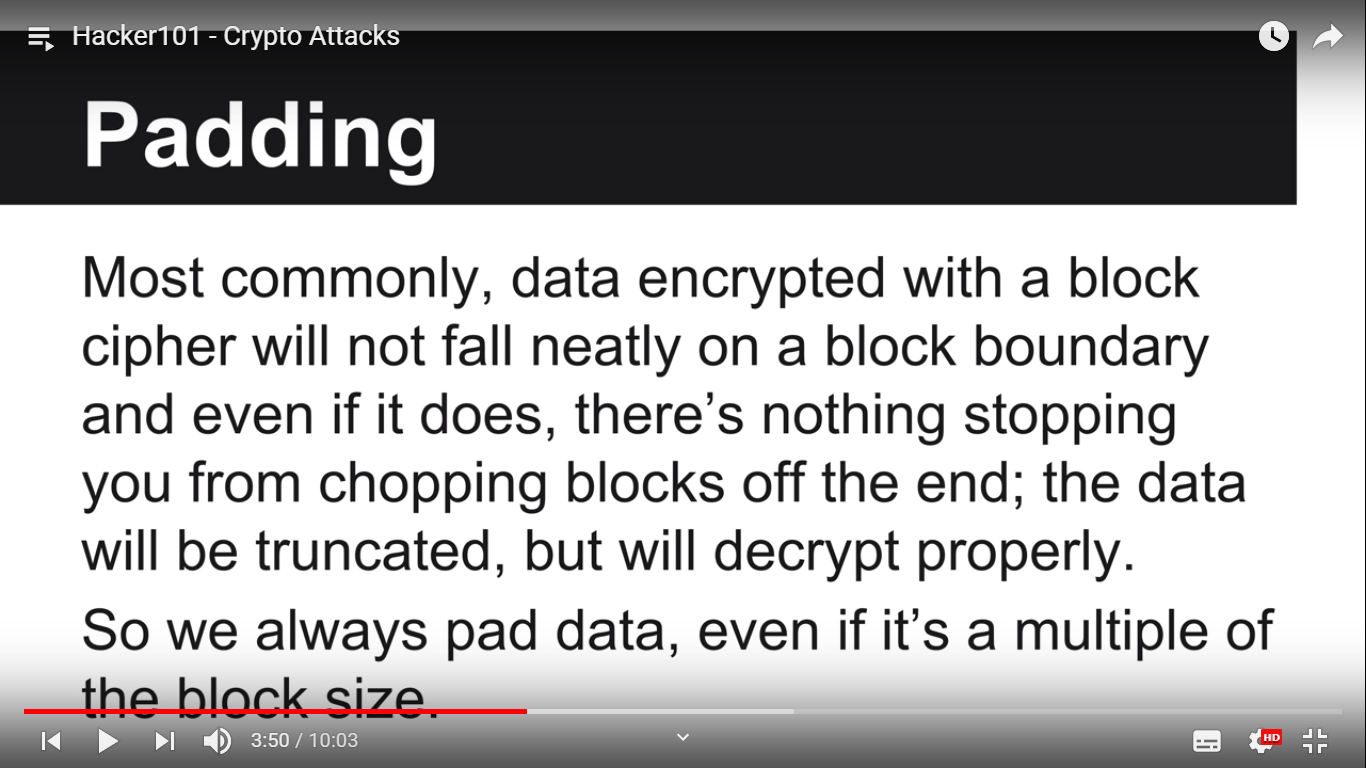 Hacker101 - Crypto Attacks
Padding
Most commonly, data encrypted with a block
cipher will not fall neatly on a block boundary
and even if it does, there’s nothing stopping
you from chopping blocks off the end; the data
will be truncated, but will decrypt properly.
So we always pad data, even if it’s a multiple of
the block size.
3:50 / 10:03
HD